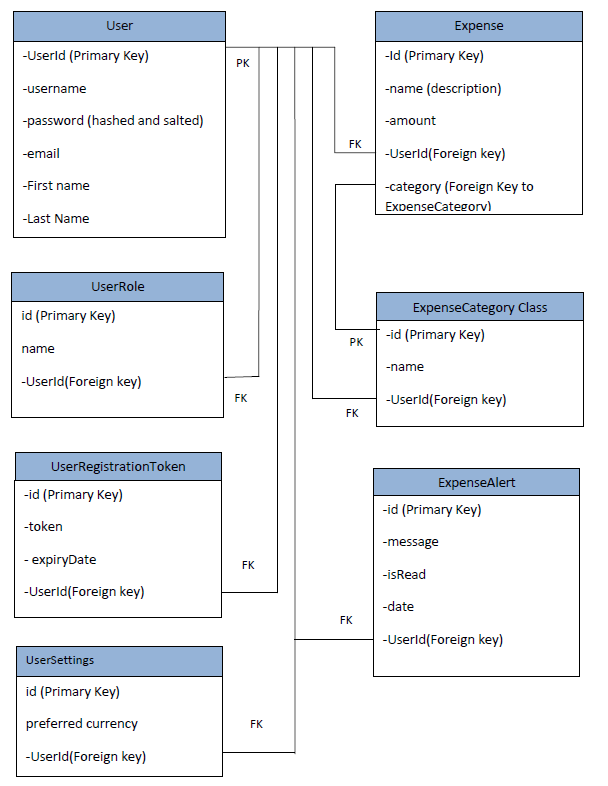 User
-UserId (Primary Key)
-username
-password (hashed and salted)
-email
-First name
-Last Name
PK
Expense
-Id (Primary Key)
-name (description)
-amount
-UserId(Foreign key)
-category (Foreign Key to
ExpenseCategory)
FK
UserRole
id (Primary Key)
name
-UserId(Foreign key)
FK
ExpenseCategory Class
-id (Primary Key)
-name
-UserId(Foreign key)
PK
FK
UserRegistrationToken
-id (Primary Key)
-token
- expiryDate
-UserId(Foreign key)
FK
ExpenseAlert
-id (Primary Key)
-message
-isRead
-date
-UserId(Foreign key)
FK
UserSettings
id (Primary Key)
preferred currency
-UserId(Foreign key)
FK